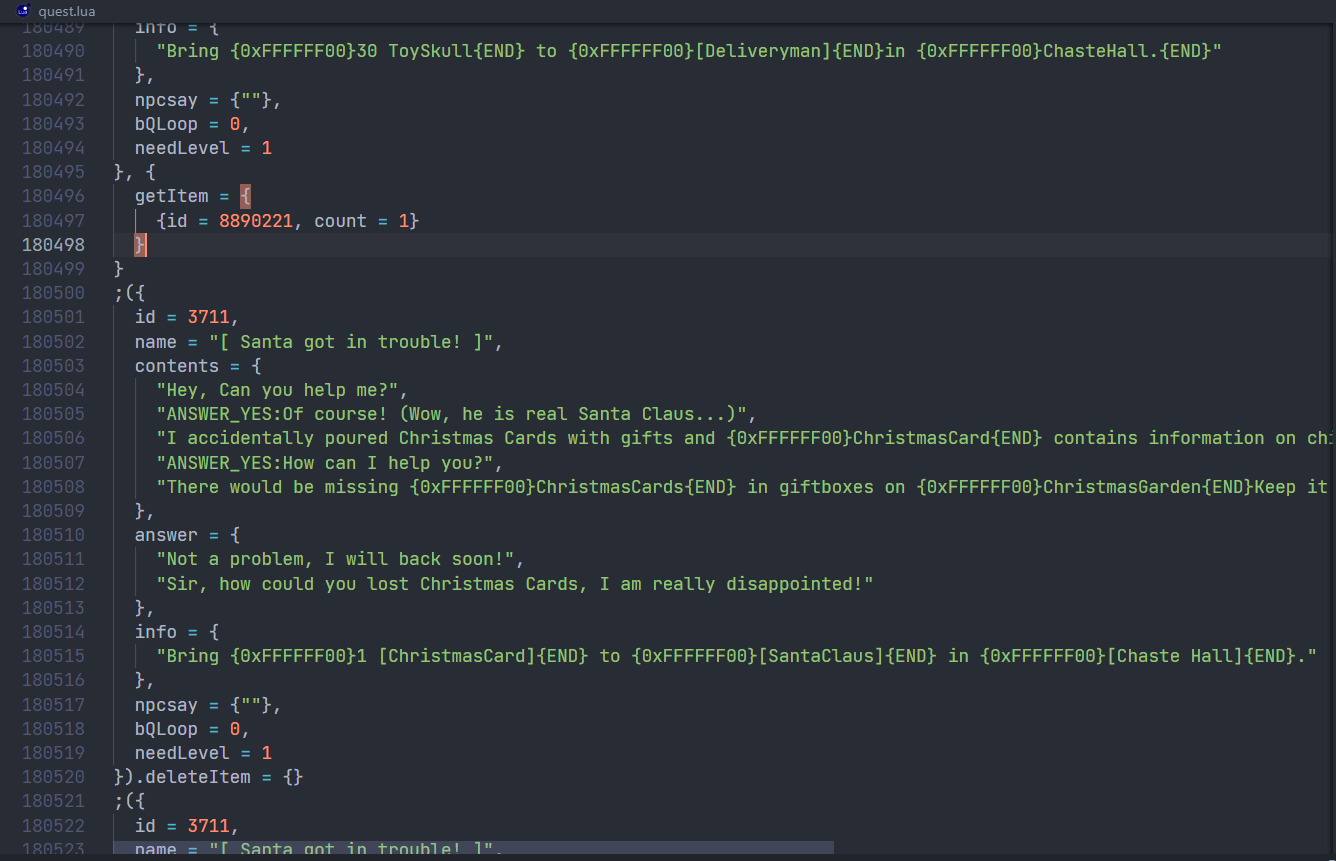 quest.lua
180489 info = {
180490 "Bring {0xFFFFFF00}30 ToySkull{END} to {0xFFFFFF00}[Deliveryman]{END}in {0xFFFFFF00}ChasteHall.{END}"
180491 },
180492 npcsay = {""},
180493 bQLoop = 0,
180494 needLevel = 1
180495 }, {
180496 getItem = {
180497 {id = 8890221, count = 1}
180498 }
180499 }
180500 ;({
180501 id = 3711,
180502 name = "[ Santa got in trouble! ]",
180503 contents = {
180504 "Hey, Can you help me?",
180505 "ANSWER_YES:Of course! (Wow, he is real Santa Claus...)",
180506 "I accidentally poured Christmas Cards with gifts and {0xFFFFFF00}ChristmasCard{END} contains information on chi
180507 "ANSWER_YES:How can I help you?",
180508 "There would be missing {0xFFFFFF00}ChristmasCards{END} in giftboxes on {0xFFFFFF00}ChristmasGarden{END}Keep it
180509 },
180510 answer = {
180511 "Not a problem, I will back soon!",
180512 "Sir, how could you lost Christmas Cards, I am really disappointed!"
180513 },
180514 info = {
180515 "Bring {0xFFFFFF00}1 [ChristmasCard]{END} to {0xFFFFFF00}[SantaClaus]{END} in {0xFFFFFF00}[Chaste Hall]{END}."
180516 },
180517 npcsay = {""},
180518 bQLoop = 0,
180519 needLevel = 1
180520 }).deleteItem = {}
180521 ;({
180522 id = 3711,
180523 name = "[ Santa got in trouble! ]",